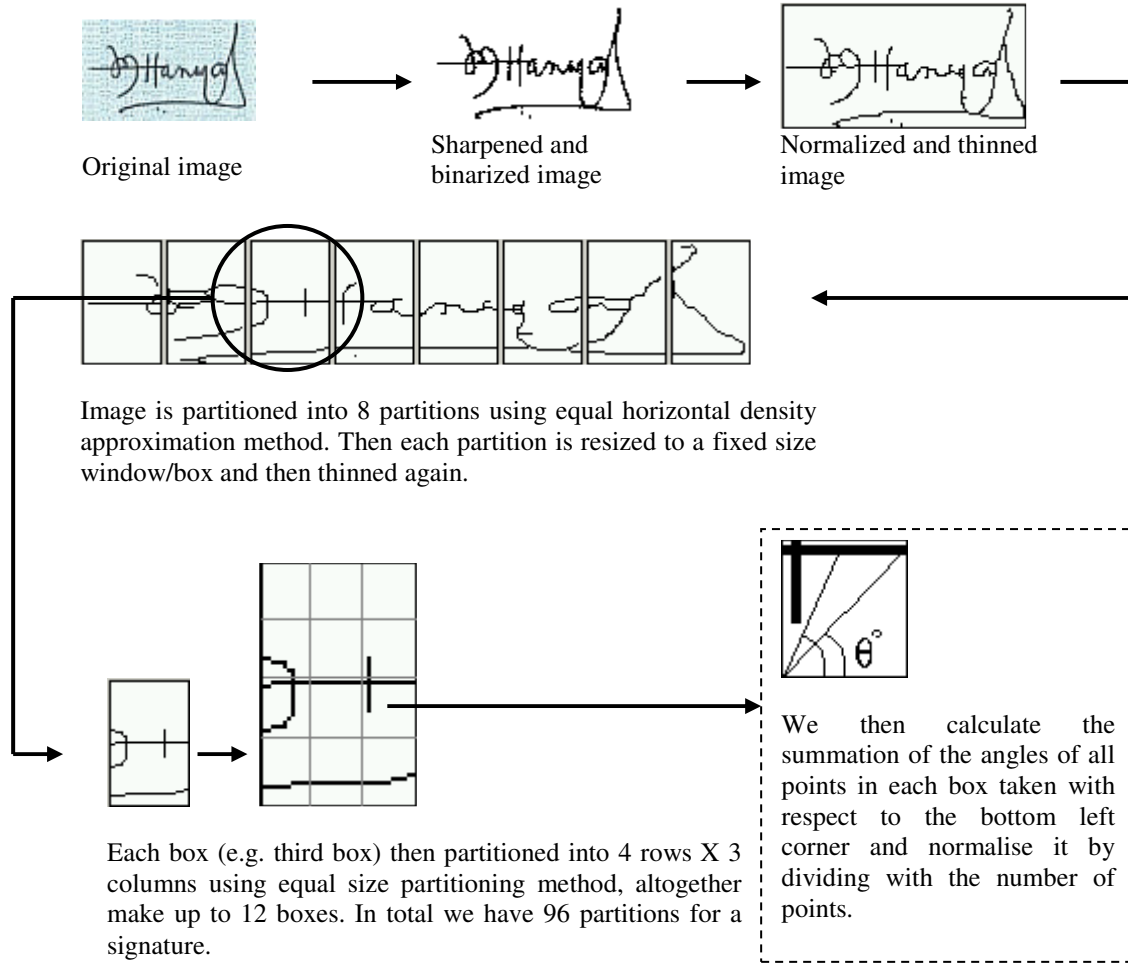 Original image
Sharpened and
binarized image
Normalized and thinned
image
Image is partitioned into 8 partitions using equal horizontal density
approximation method. Then each partition is resized to a fixed size
window/box and then thinned again.
Each box (e.g. third box) then partitioned into 4 rows X 3
columns using equal size partitioning method, altogether
make up to 12 boxes. In total we have 96 partitions for a
signature.
θ°
We then calculate the
summation of the angles of all
points in each box taken with
respect to the bottom left
corner and normalise it by
dividing with the number of
points.